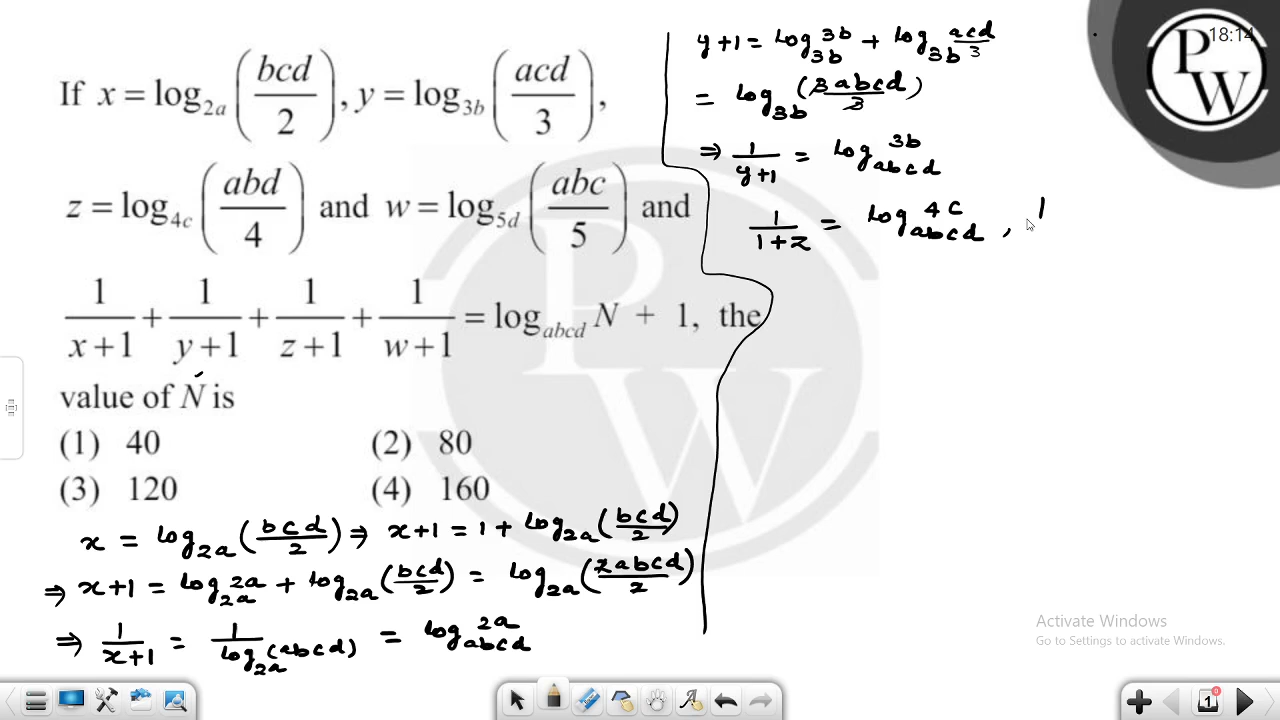 If x = log_{2a} (bcd/2), y = log_{3b} (acd/3),
z = log_{4c} (abd/4) and w = log_{5d} (abc/5) and
1/(x+1) + 1/(y+1) + 1/(z+1) + 1/(w+1) = log_{abcd} N + 1, the
value of N is
(1) 40 (2) 80
(3) 120 (4) 160
x = log_{2a} (bcd/2) ⇒ x+1 = 1 + log_{2a} (bcd/2)
⇒ x+1 = log_{2a} 2a + log_{2a} (bcd/2) = log_{2a} (2abcd/2)
⇒ 1/(x+1) = 1/log_{2a} (abcd) = log_{abcd} 2a
y+1 = log_{3b} 3b + log_{3b} acd/3
= log_{3b} (3abcd/3)
⇒ 1/(y+1) = log_{abcd} 3b
1/(1+z) = log_{abcd} 4c , 1
18:14
PW
PW
Activate Windows
Go to Settings to activate Windows.
1
0